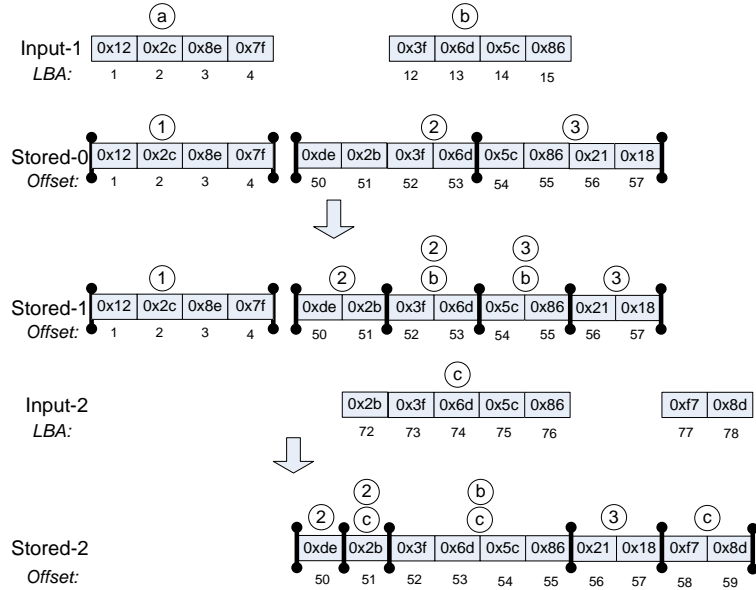 a b
Input-1 0x12 0x2c 0x8e 0x7f 0x3f 0x6d 0x5c 0x86
LBA: 1 2 3 4 12 13 14 15
1 2 3
Stored-0 0x12 0x2c 0x8e 0x7f 0xde 0x2b 0x3f 0x6d 0x5c 0x86 0x21 0x18
Offset: 1 2 3 4 50 51 52 53 54 55 56 57
2 3
1 2 b b 3
Stored-1 0x12 0x2c 0x8e 0x7f 0xde 0x2b 0x3f 0x6d 0x5c 0x86 0x21 0x18
Offset: 1 2 3 4 50 51 52 53 54 55 56 57
c
Input-2 0x2b 0x3f 0x6d 0x5c 0x86 0xf7 0x8d
LBA: 72 73 74 75 76 77 78
2 b
2 c c 3 c
Stored-2 0xde 0x2b 0x3f 0x6d 0x5c 0x86 0x21 0x18 0xf7 0x8d
Offset: 50 51 52 53 54 55 56 57 58 59